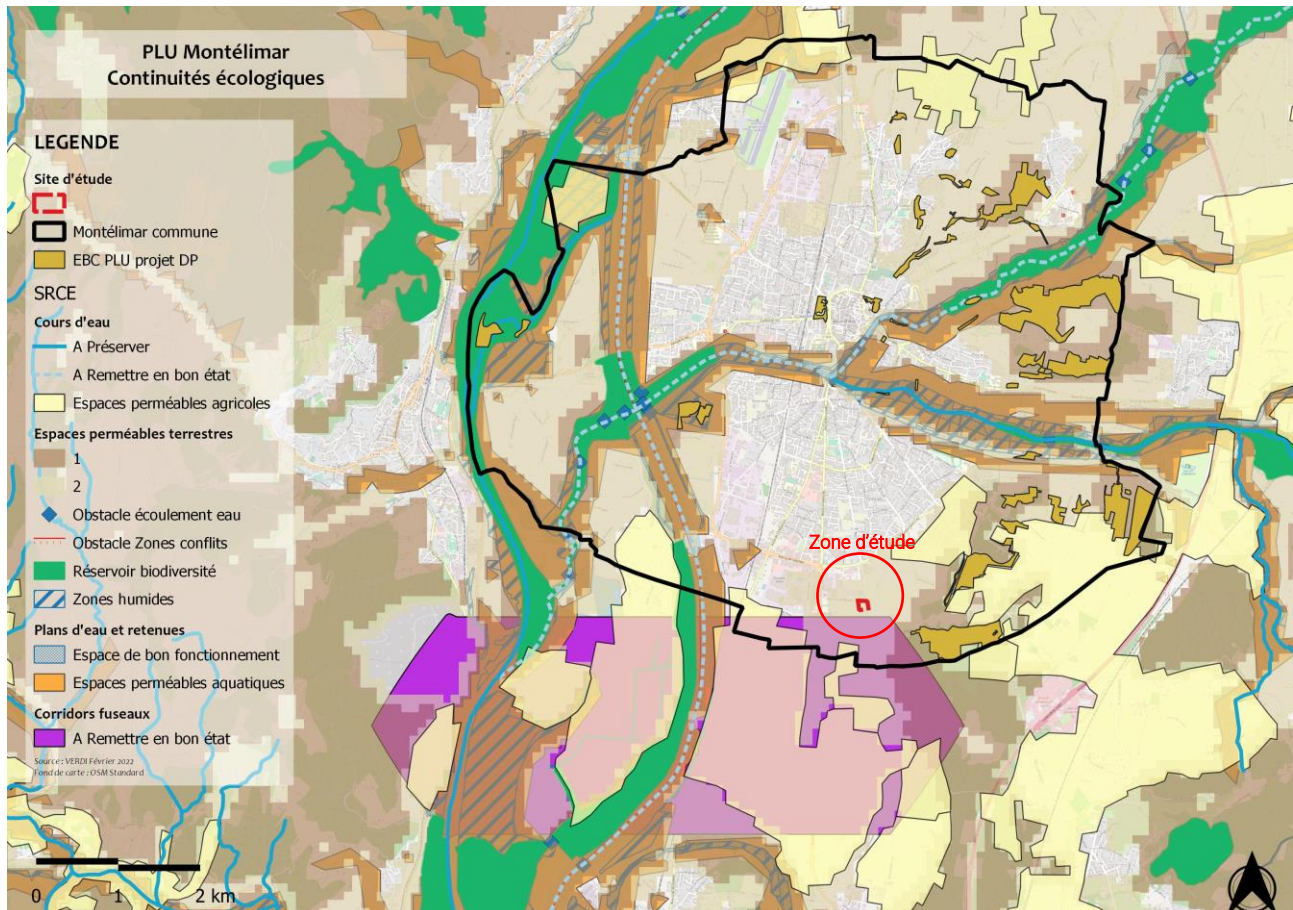 PLU Montélimar
Continuités écologiques
LEGENDE
Site d'étude
Montélimar commune
EBC PLU projet DP
SRCE
Cours d'eau
A Préserver
A Remettre en bon état
Espaces perméables agricoles
Espaces perméables terrestres
1
2
Obstacle écoulement eau
Obstacle Zones conflits
Réservoir biodiversité
Zones humides
Plans d'eau et retenues
Espace de bon fonctionnement
Espaces perméables aquatiques
Corridors fuseaux
A Remettre en bon état
Source : VERDI Février 2022
Fond de carte : OSM Standard
0 1 2 km
Zone d'étude